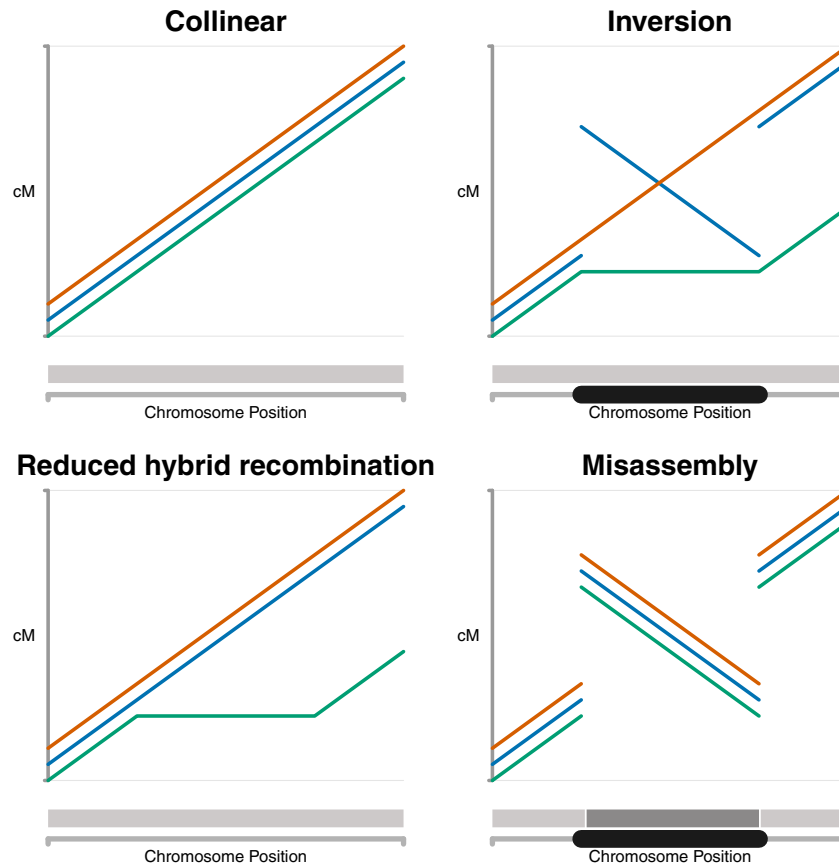 Collinear
Inversion
cM
cM
Chromosome Position
Chromosome Position
Reduced hybrid recombination
Misassembly
cM
cM
Chromosome Position
Chromosome Position